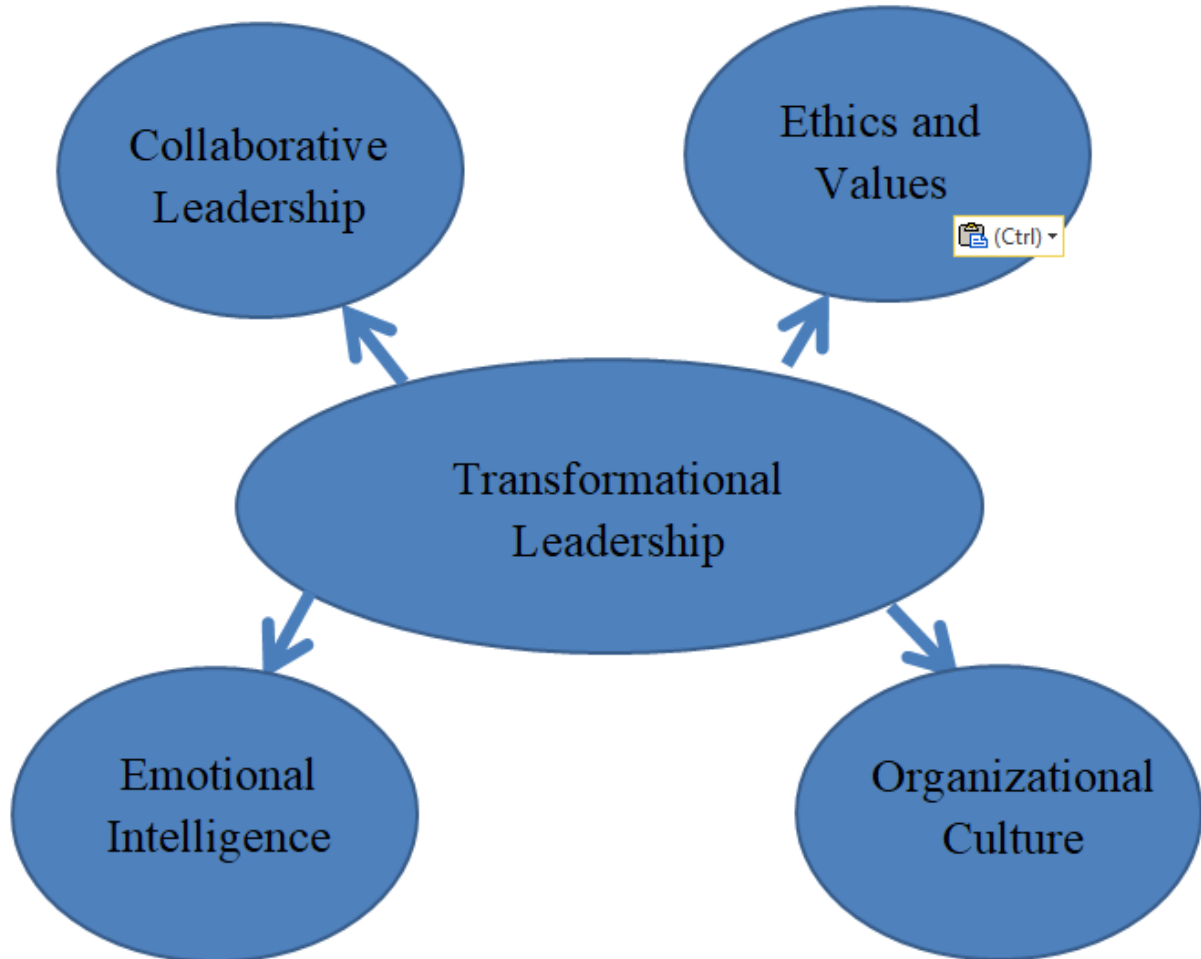 Collaborative
Leadership
Ethics and
Values
(Ctrl)
Transformational
Leadership
Emotional
Intelligence
Organizational
Culture